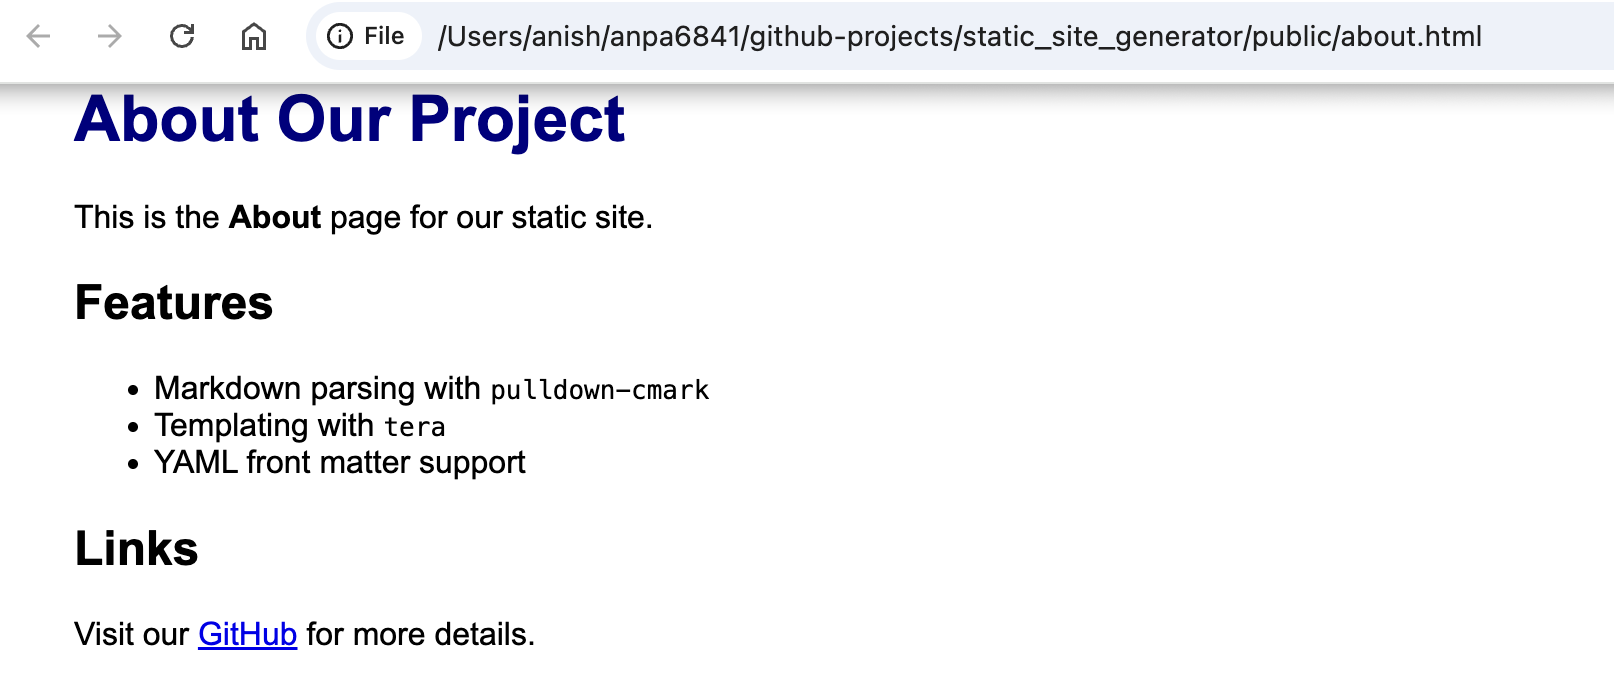 File /Users/anish/anpa6841/github-projects/static_site_generator/public/about.html
About Our Project
This is the About page for our static site.
Features
• Markdown parsing with pulldown-cmark
• Templating with tera
• YAML front matter support
Links
Visit our GitHub for more details.